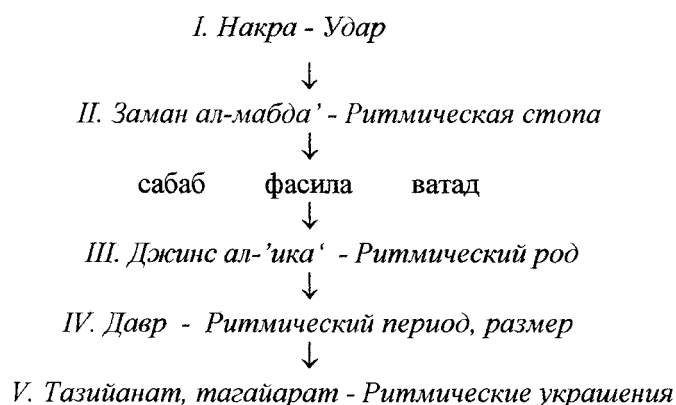 I. Накра - Удар
↓
II. Заман ал-мабда’ - Ритмическая стопа
↓
сабаб фасила ватад
↓
III. Джинс ал-’ика‘ - Ритмический род
↓
IV. Давр - Ритмический период, размер
↓
V. Тазийанат, тагайарат - Ритмические украшения